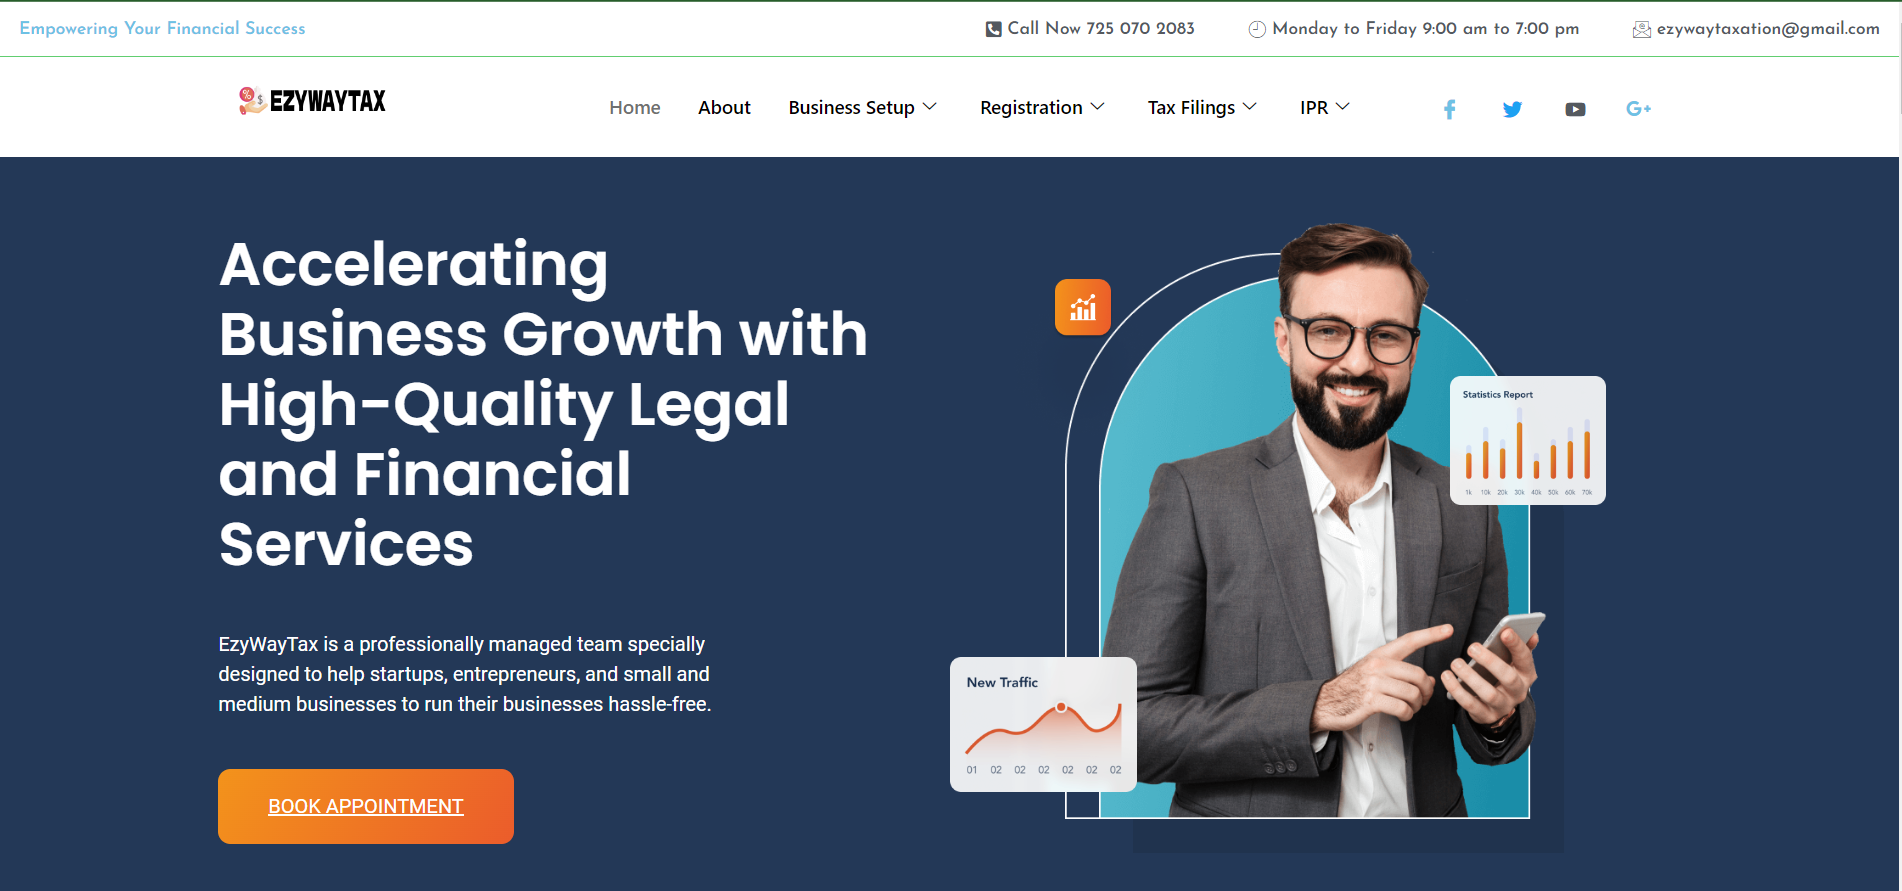 Empowering Your Financial Success
Call Now 725 070 2083
Monday to Friday 9:00 am to 7:00 pm
ezywaytaxation@gmail.com
% $ EZYWAYTAX
Home
About
Business Setup
Registration
Tax Filings
IPR
G+
Accelerating
Business Growth with
High-Quality Legal
and Financial
Services
EzyWayTax is a professionally managed team specially
designed to help startups, entrepreneurs, and small and
medium businesses to run their businesses hassle-free.
BOOK APPOINTMENT
Statistics Report
1k 10k 20k 30k 40k 50k 60k 70k
New Traffic
01 02 02 02 02 02 02